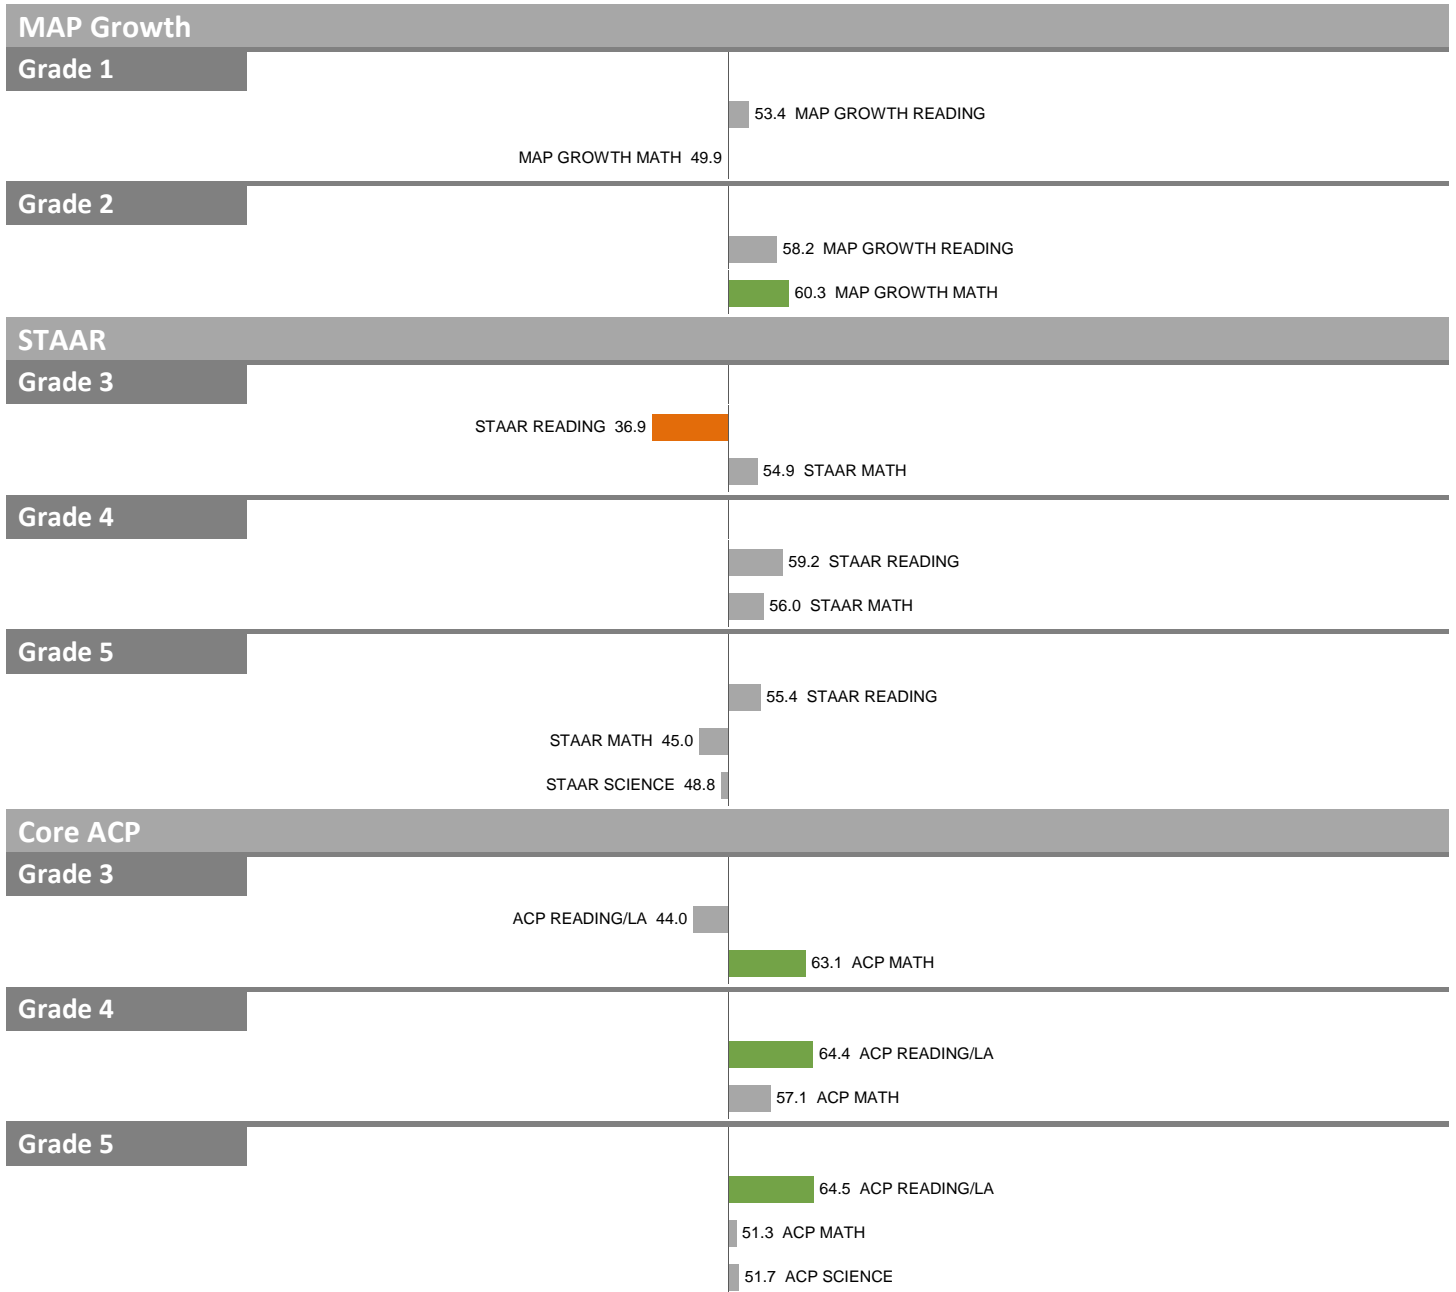 MAP Growth
Grade 1
53.4 MAP GROWTH READING
MAP GROWTH MATH 49.9
Grade 2
58.2 MAP GROWTH READING
60.3 MAP GROWTH MATH
STAAR
Grade 3
STAAR READING 36.9
54.9 STAAR MATH
Grade 4
59.2 STAAR READING
56.0 STAAR MATH
Grade 5
55.4 STAAR READING
STAAR MATH 45.0
STAAR SCIENCE 48.8
Core ACP
Grade 3
ACP READING/LA 44.0
63.1 ACP MATH
Grade 4
64.4 ACP READING/LA
57.1 ACP MATH
Grade 5
64.5 ACP READING/LA
51.3 ACP MATH
51.7 ACP SCIENCE